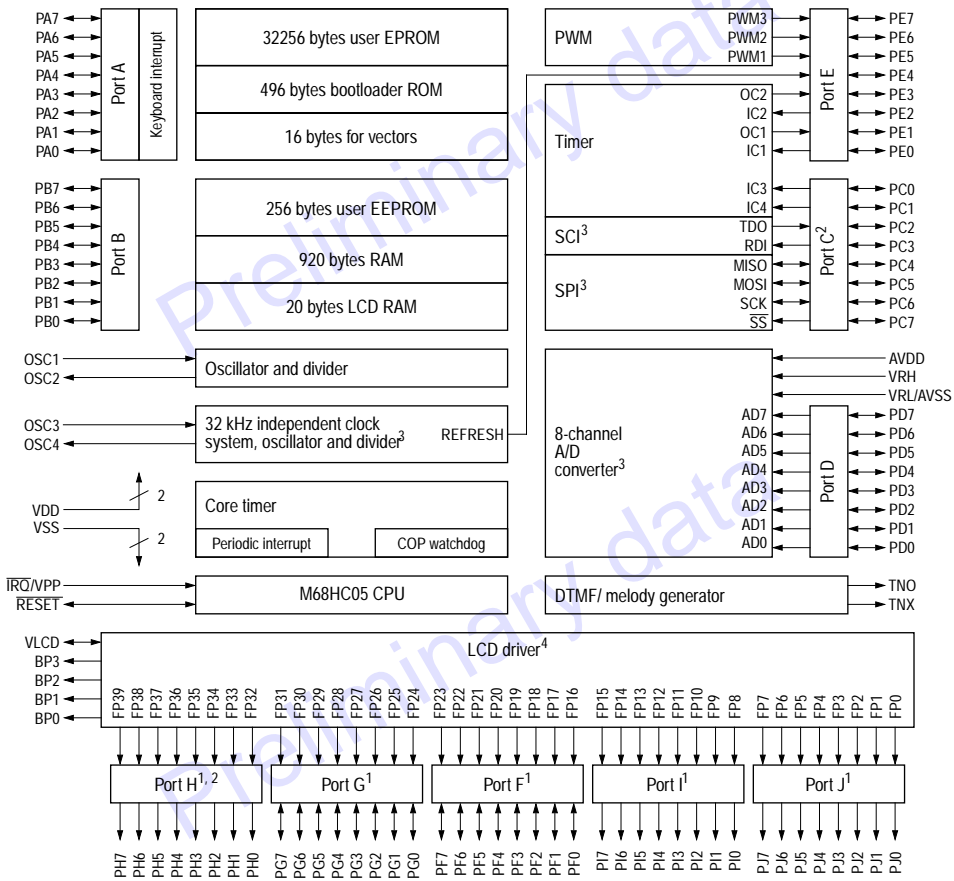 PA7
PA6
PA5
PA4
PA3
PA2
PA1
PA0
Port A
Keyboard interrupt
32256 bytes user EPROM
496 bytes bootloader ROM
16 bytes for vectors
PWM
PWM3
PWM2
PWM1
Timer
OC2
IC2
OC1
IC1
IC3
IC4
Port E
PE7
PE6
PE5
PE4
PE3
PE2
PE1
PE0
PB7
PB6
PB5
PB4
PB3
PB2
PB1
PB0
Port B
256 bytes user EEPROM
920 bytes RAM
20 bytes LCD RAM
SCI3
TDO
RDI
SPI3
MISO
MOSI
SCK
SS
Port C2
PC0
PC1
PC2
PC3
PC4
PC5
PC6
PC7
OSC1
OSC2
Oscillator and divider
OSC3
OSC4
32 kHz independent clock
system, oscillator and divider3
REFRESH
8-channel
A/D
converter3
AVDD
VRH
VRL/AVSS
AD7
AD6
AD5
AD4
AD3
AD2
AD1
AD0
Port D
PD7
PD6
PD5
PD4
PD3
PD2
PD1
PD0
VDD
2
VSS
2
Core timer
Periodic interrupt
COP watchdog
IRQ/VPP
RESET
M68HC05 CPU
DTMF/ melody generator
TNO
TNX
VLCD
BP3
BP2
BP1
BP0
LCD driver4
FP39 FP38 FP37 FP36 FP35 FP34 FP33 FP32 FP31 FP30 FP29 FP28 FP27 FP26 FP25 FP24 FP23 FP22 FP21 FP20 FP19 FP18 FP17 FP16 FP15 FP14 FP13 FP12 FP11 FP10 FP9 FP8 FP7 FP6 FP5 FP4 FP3 FP2 FP1 FP0
Port H1, 2
Port G1
Port F1
Port I1
Port J1
PH7 PH6 PH5 PH4 PH3 PH2 PH1 PH0 PG7 PG6 PG5 PG4 PG3 PG2 PG1 PG0 PF7 PF6 PF5 PF4 PF3 PF2 PF1 PF0 PI7 PI6 PI5 PI4 PI3 PI2 PI1 PI0 PJ7 PJ6 PJ5 PJ4 PJ3 PJ2 PJ1 PJ0
Preliminary data
Preliminary data